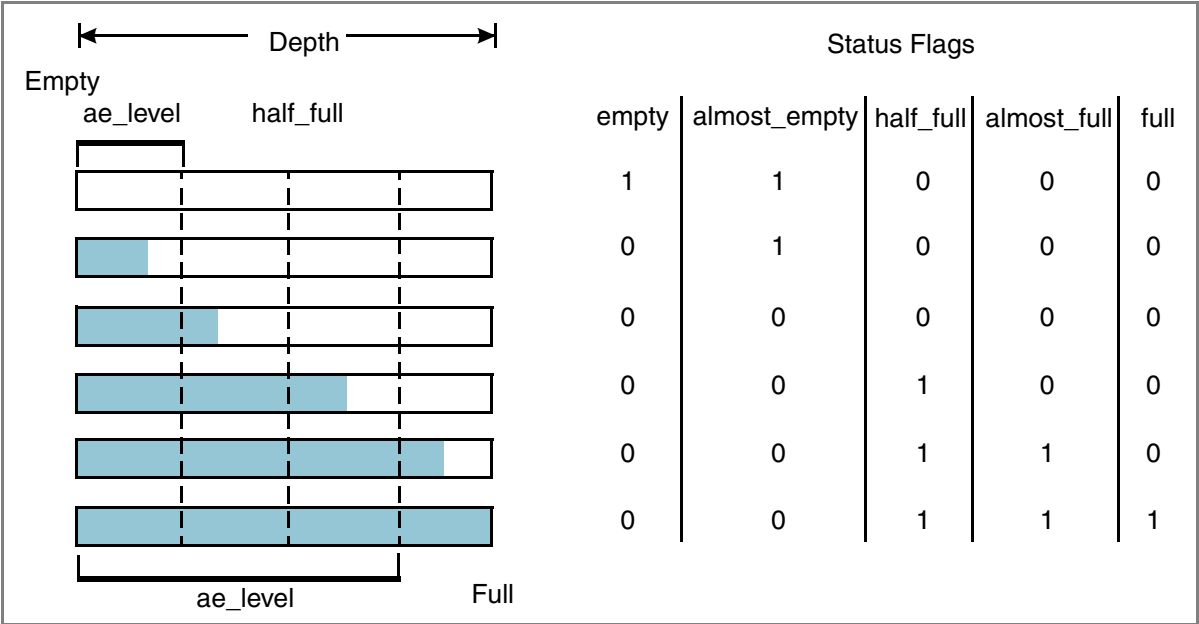 Depth
Status Flags
Empty
ae_level half_full
empty almost_empty half_full almost_full full
1 1 0 0 0
0 1 0 0 0
0 0 0 0 0
0 0 1 0 0
0 0 1 1 0
0 0 1 1 1
ae_level
Full